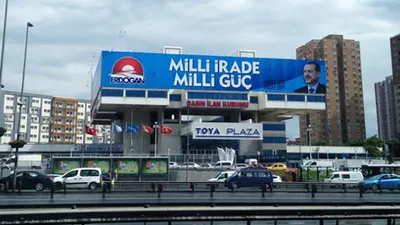 ERDOĞAN
MİLLİ İRADE
MİLLİ GÜÇ
BASIN İLAN KURUMU
TOYA PLAZA